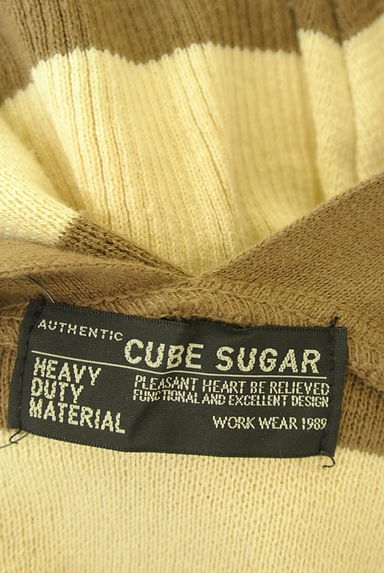 AUTHENTIC
CUBE SUGAR
HEAVY
DUTY
MATERIAL
PLEASANT HEART BE RELIEVED
FUNCTIONAL AND EXCELLENT DESIGN
WORK WEAR 1989